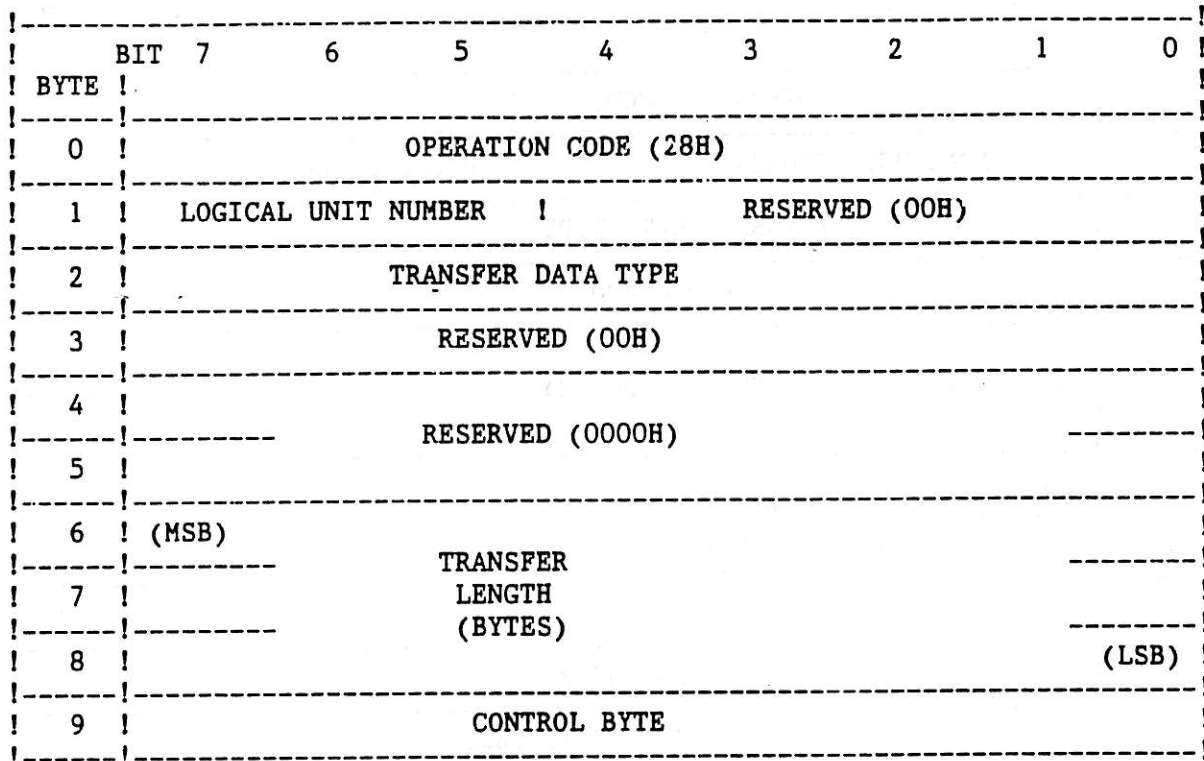 BIT 7 6 5 4 3 2 1 0
BYTE
0 OPERATION CODE (28H)
1 LOGICAL UNIT NUMBER ! RESERVED (00H)
2 TRANSFER DATA TYPE
3 RESERVED (00H)
4
RESERVED (0000H)
5
6 (MSB)
TRANSFER
7 LENGTH
(BYTES)
8 (LSB)
9 CONTROL BYTE